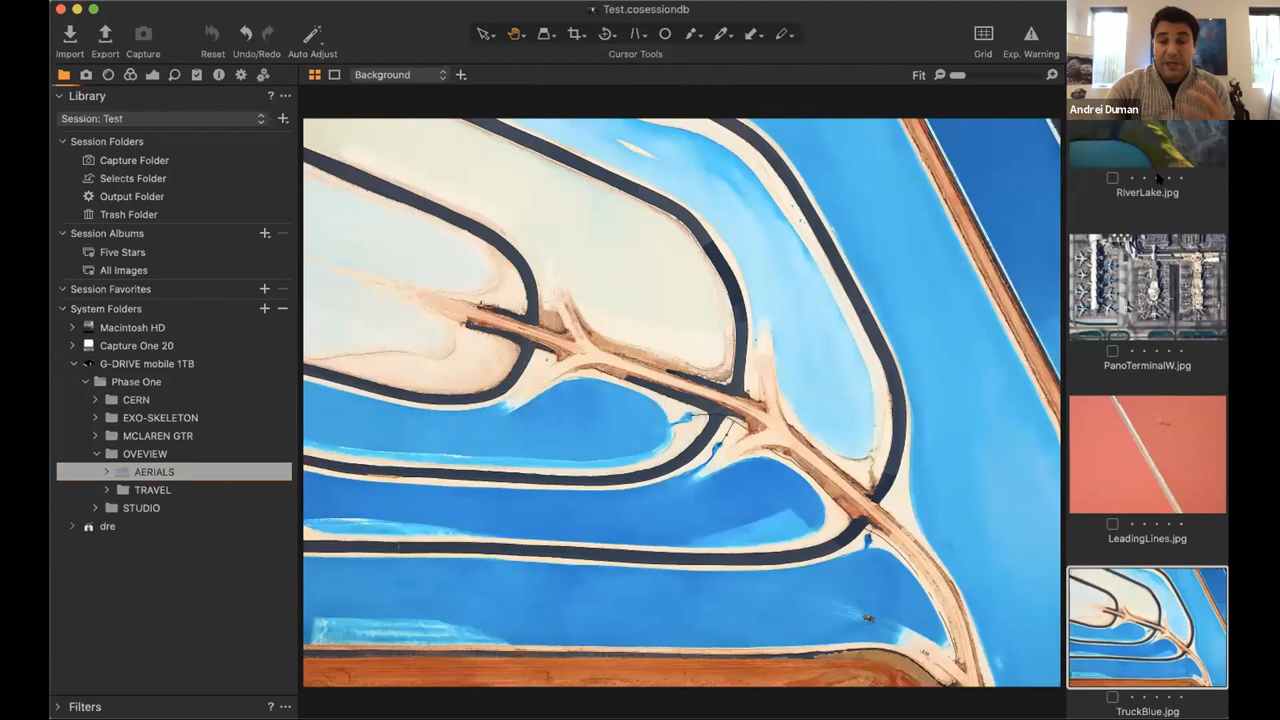 Test.cosessiondb
Import
Export
Capture
Reset
Undo/Redo
Auto Adjust
Cursor Tools
Grid
Exp. Warning
Background
Fit
Andrei Duman
Library
? ...
Session: Test
Session Folders
Capture Folder
Selects Folder
Output Folder
Trash Folder
Session Albums
Five Stars
All Images
Session Favorites
System Folders
Macintosh HD
Capture One 20
G-DRIVE mobile 1TB
Phase One
CERN
EXO-SKELETON
MCLAREN GTR
OVEVIEW
AERIALS
TRAVEL
STUDIO
dre
Filters
? ...
RiverLake.jpg
PanoTerminalW.jpg
LeadingLines.jpg
TruckBlue.jpg